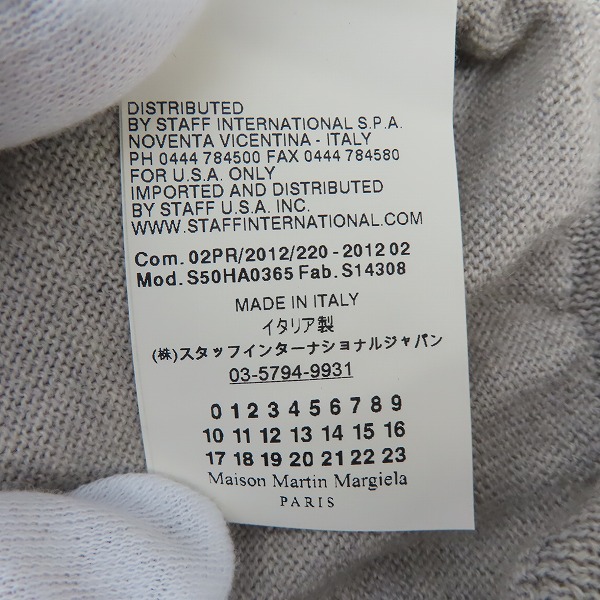 DISTRIBUTED
BY STAFF INTERNATIONAL S.P.A.
NOVENTA VICENTINA - ITALY
PH 0444 784500 FAX 0444 784580
FOR U.S.A. ONLY
IMPORTED AND DISTRIBUTED
BY STAFF U.S.A. INC.
WWW.STAFFINTERNATIONAL.COM
Com. 02PR/2012/220 - 2012 02
Mod. S50HA0365 Fab. S14308
MADE IN ITALY
イタリア製
(株)スタッフインターナショナルジャパン
03-5794-9931
0 1 2 3 4 5 6 7 8 9
10 11 12 13 14 15 16
17 18 19 20 21 22 23
Maison Martin Margiela
PARIS